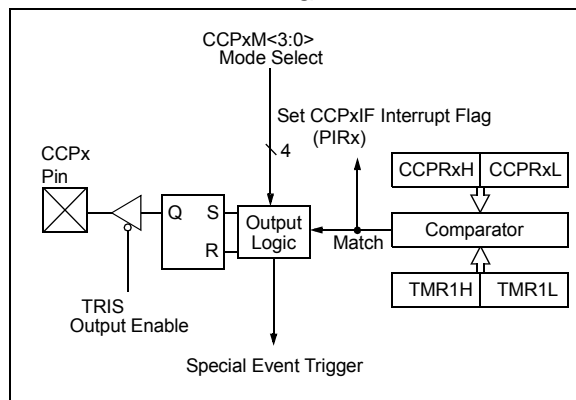 CCPxM<3:0>
Mode Select
Set CCPxIF Interrupt Flag
(PIRx)
4
CCPx
Pin
CCPRxH CCPRxL
Q S
R
Output
Logic
Match
Comparator
TRIS
Output Enable
TMR1H TMR1L
Special Event Trigger